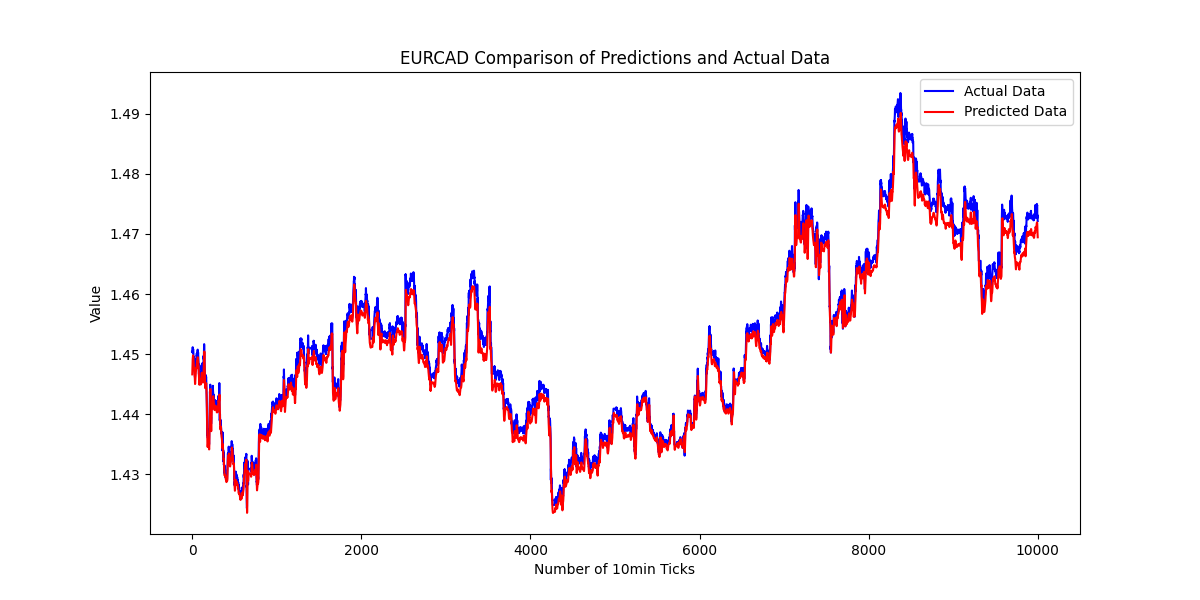 EURCAD Comparison of Predictions and Actual Data
Actual Data
Predicted Data
1.49
1.48
1.47
1.46
1.45
1.44
1.43
Value
0 2000 4000 6000 8000 10000
Number of 10min Ticks